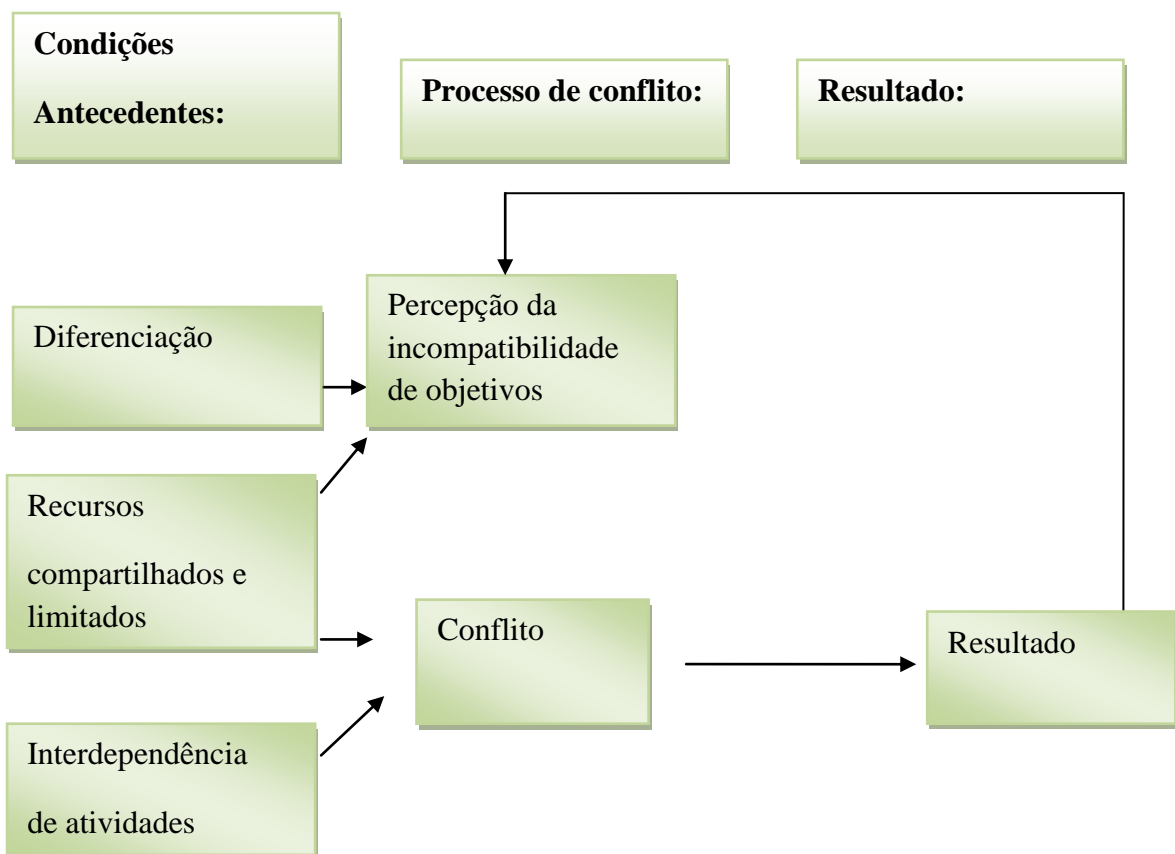 Condições
Antecedentes:
Processo de conflito:
Resultado:
Diferenciação
Percepção da
incompatibilidade
de objetivos
Recursos
compartilhados e
limitados
Conflito
Resultado
Interdependência
de atividades